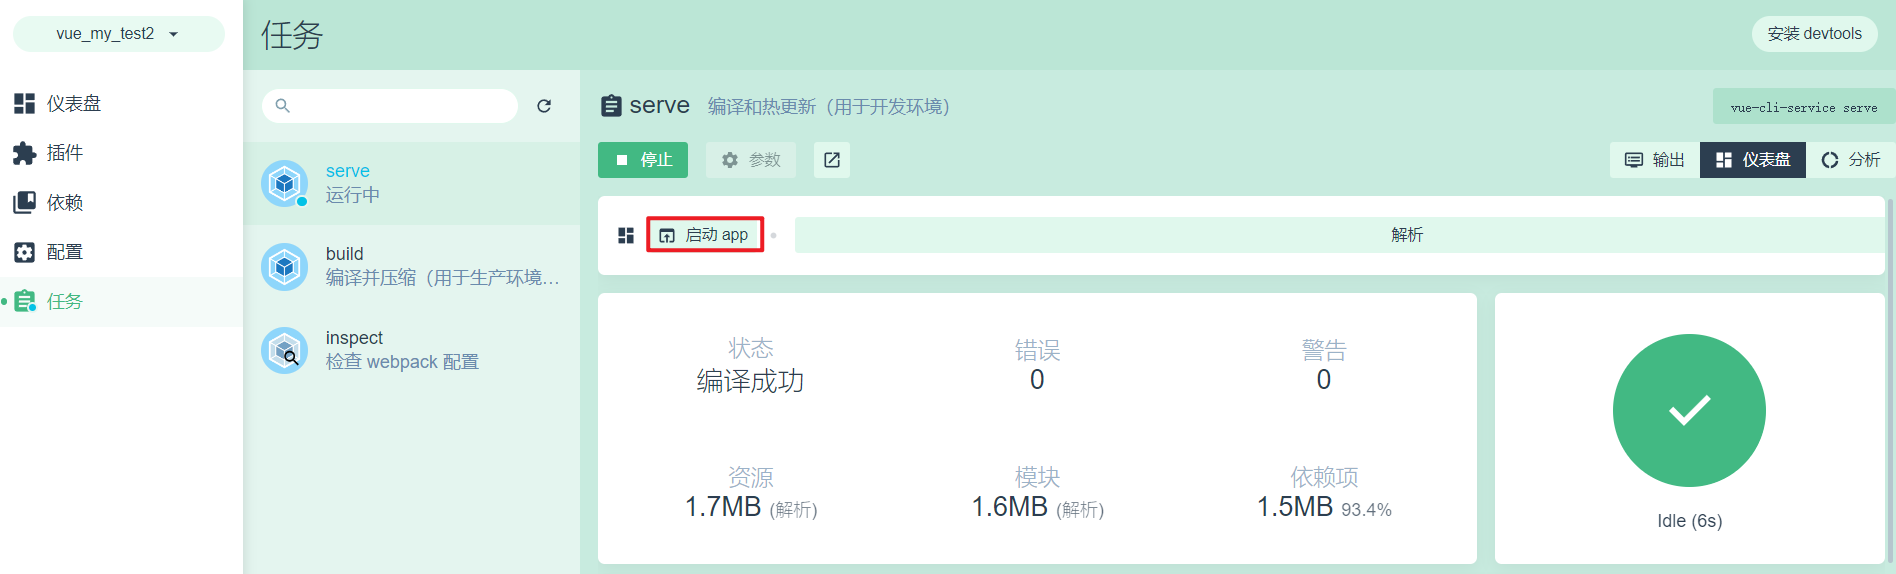 vue_my_test2
任务
安装 devtools
仪表盘
插件
依赖
配置
任务
serve
运行中
build
编译并压缩（用于生产环境…
inspect
检查 webpack 配置
serve 编译和热更新（用于开发环境）
vue-cli-service serve
停止 参数
输出 仪表盘 分析
启动 app 解析
状态 错误 警告
编译成功 0 0
资源 模块 依赖项
1.7MB (解析) 1.6MB (解析) 1.5MB 93.4%
Idle (6s)